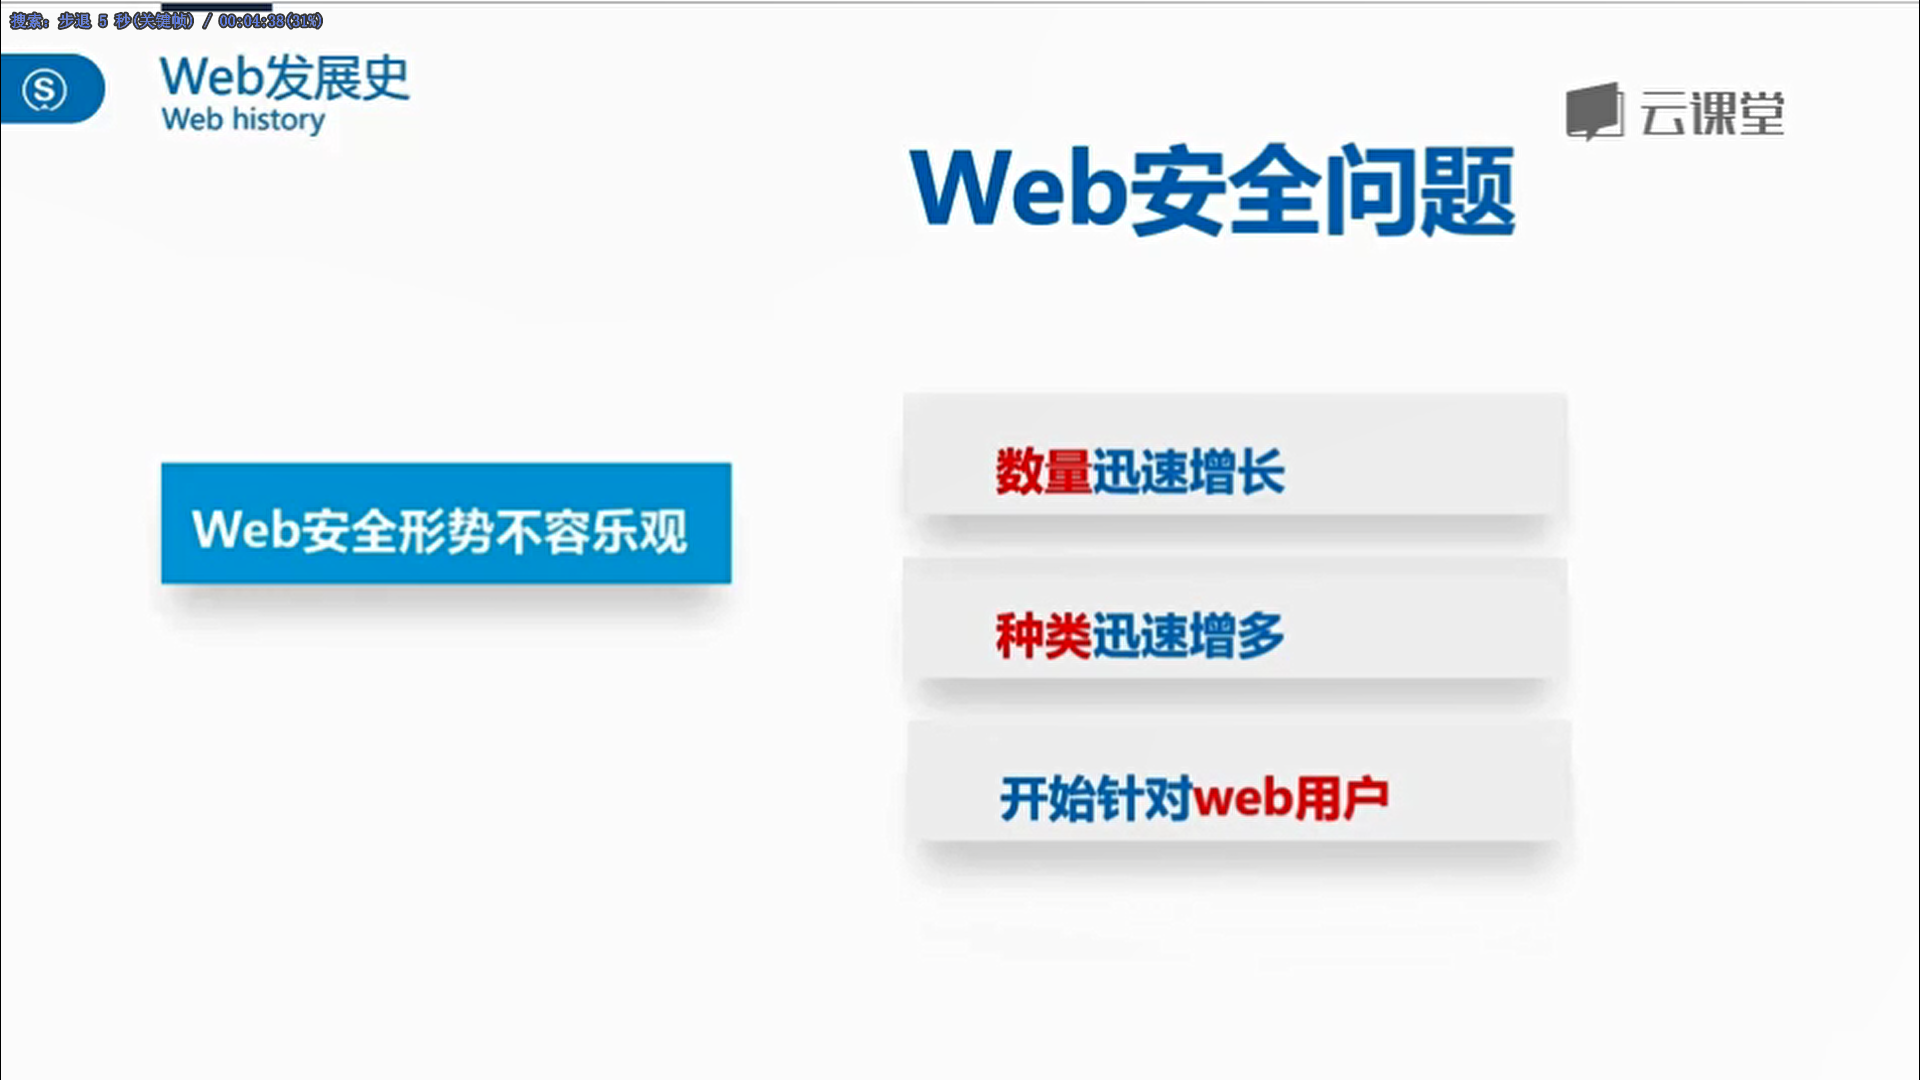 搜索: 步退 5 秒(关键帧) / 00:04:38(31%)
Web发展史
Web history
云课堂
Web安全问题
Web安全形势不容乐观
数量迅速增长
种类迅速增多
开始针对web用户